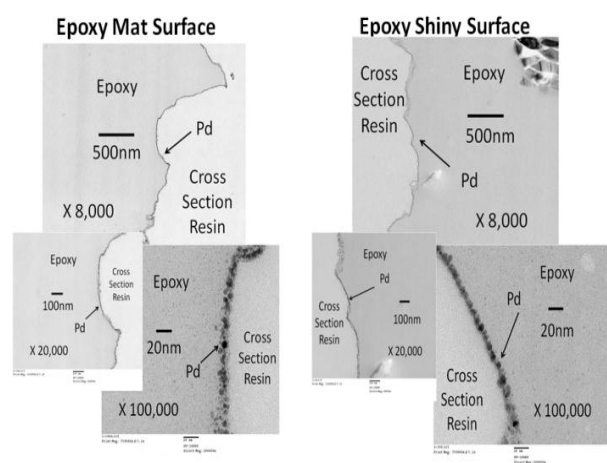 Epoxy Mat Surface
Epoxy
Pd
500nm
Cross
Section
Resin
X 8,000
Epoxy
Cross
Section
Resin
100nm
Pd
X 20,000
Epoxy
20nm
Pd
Cross
Section
Resin
X 100,000
Epoxy Shiny Surface
Cross
Section
Resin
Epoxy
500nm
Pd
X 8,000
Epoxy
Pd
Cross
Section
Resin
100nm
X 20,000
Epoxy
Pd
20nm
Cross
Section
Resin
X 100,000